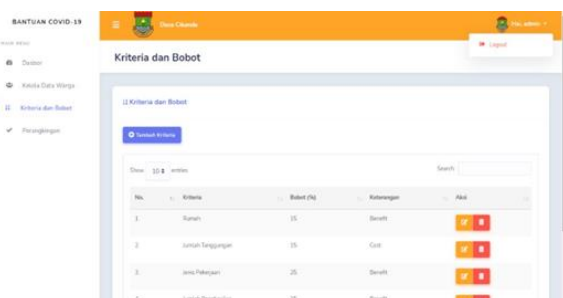 BANTUAN COVID-19
MAIN MENU
Dasbor
Kelola Data Warga
Kriteria dan Bobot
Perangkingan
Desa Cikande
Logout
Kriteria dan Bobot
Kriteria dan Bobot
Tambah Kriteria
Show 10 entries
Search:
No. Kriteria Bobot (%) Keterangan Aksi
1. Rumah 15 Benefit
2. Jumlah Tanggungan 15 Cost
3. Jenis Pekerjaan 25 Benefit